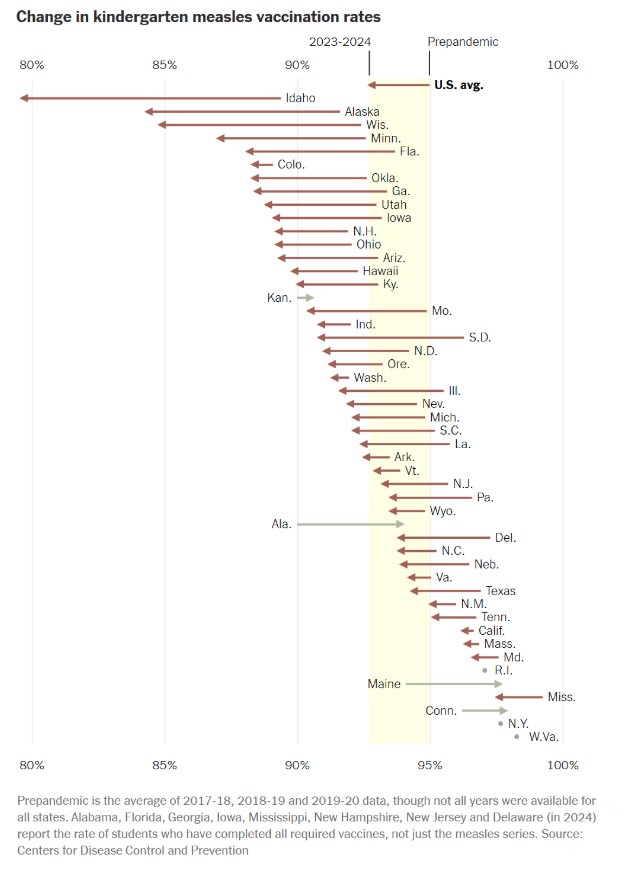 Change in kindergarten measles vaccination rates
2023-2024 Prepandemic
80% 85% 90% 100%
U.S. avg.
Idaho
Alaska
Wis.
Minn.
Fla.
Colo.
Okla.
Ga.
Utah
Iowa
N.H.
Ohio
Ariz.
Hawaii
Ky.
Kan.
Mo.
Ind.
S.D.
N.D.
Ore.
Wash.
Ill.
Nev.
Mich.
S.C.
La.
Ark.
Vt.
N.J.
Pa.
Wyo.
Ala.
Del.
N.C.
Neb.
Va.
Texas
N.M.
Tenn.
Calif.
Mass.
Md.
R.I.
Maine
Miss.
Conn.
N.Y.
W.Va.
80% 85% 90% 95% 100%
Prepandemic is the average of 2017-18, 2018-19 and 2019-20 data, though not all years were available for
all states. Alabama, Florida, Georgia, Iowa, Mississippi, New Hampshire, New Jersey and Delaware (in 2024)
report the rate of students who have completed all required vaccines, not just the measles series. Source:
Centers for Disease Control and Prevention